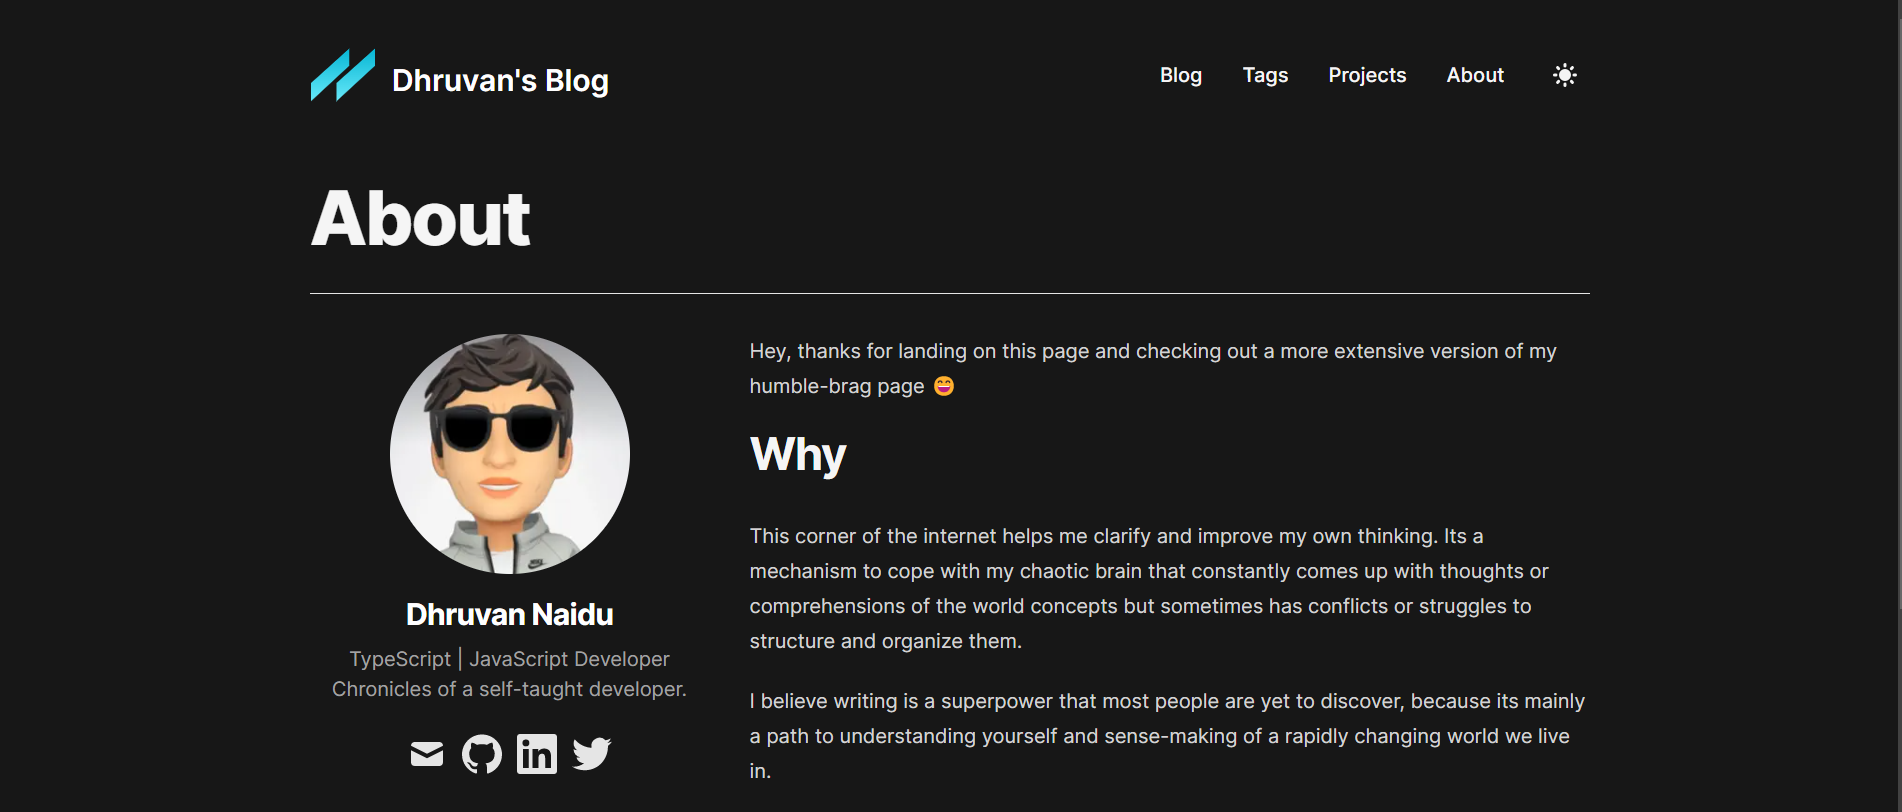 Dhruvan's Blog
Blog
Tags
Projects
About
About
Dhruvan Naidu
TypeScript | JavaScript Developer
Chronicles of a self-taught developer.
Hey, thanks for landing on this page and checking out a more extensive version of my
humble-brag page 😄
Why
This corner of the internet helps me clarify and improve my own thinking. Its a
mechanism to cope with my chaotic brain that constantly comes up with thoughts or
comprehensions of the world concepts but sometimes has conflicts or struggles to
structure and organize them.
I believe writing is a superpower that most people are yet to discover, because its mainly
a path to understanding yourself and sense-making of a rapidly changing world we live
in.